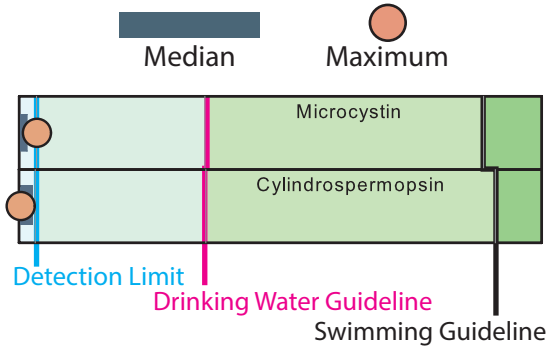 Median
Maximum
Microcystin
Cylindrospermopsin
Detection Limit
Drinking Water Guideline
Swimming Guideline